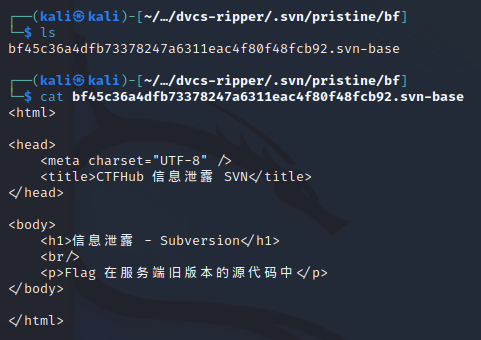 ┌──(kali㉿kali)-[~/…/dvcs-ripper/.svn/pristine/bf]
└─$ ls
bf45c36a4dfb73378247a6311eac4f80f48fcb92.svn-base
┌──(kali㉿kali)-[~/…/dvcs-ripper/.svn/pristine/bf]
└─$ cat bf45c36a4dfb73378247a6311eac4f80f48fcb92.svn-base
<html>
<head>
    <meta charset="UTF-8" />
    <title>CTFHub 信息泄露 SVN</title>
</head>
<body>
    <h1>信息泄露 - Subversion</h1>
    <br/>
    <p>Flag 在服务端旧版本的源代码中</p>
</body>
</html>